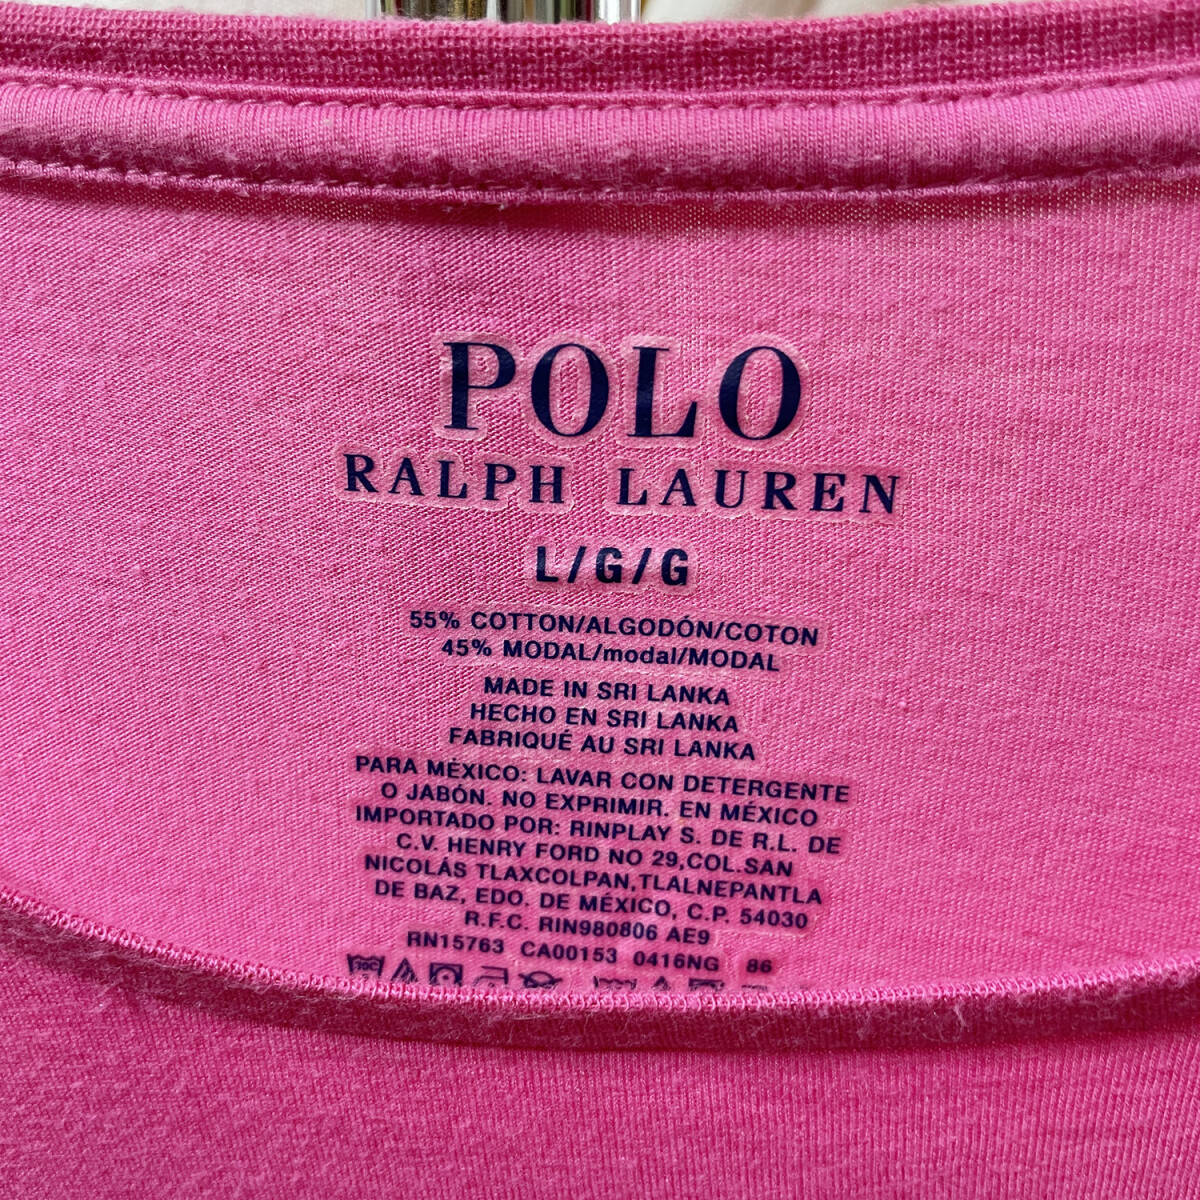 POLO
RALPH LAUREN
L/G/G
55% COTTON/ALGODÓN/COTON
45% MODAL/modal/MODAL
MADE IN SRI LANKA
HECHO EN SRI LANKA
FABRIQUÉ AU SRI LANKA
PARA MÉXICO: LAVAR CON DETERGENTE
O JABÓN. NO EXPRIMIR. EN MÉXICO
IMPORTADO POR: RINPLAY S. DE R.L. DE
C.V. HENRY FORD NO 29,COL.SAN
NICOLÁS TLAXCOLPAN,TLALNEPANTLA
DE BAZ, EDO. DE MÉXICO, C.P. 54030
R.F.C. RIN980806 AE9
RN15763 CA00153 0416NG 86
30C